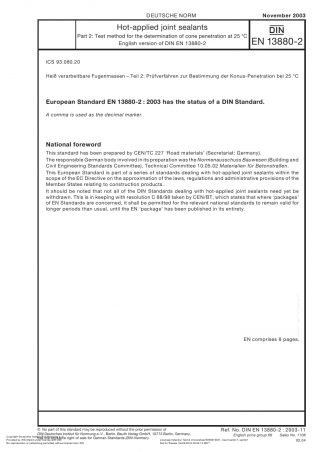 DEUTSCHE NORM
November 2003
Hot-applied joint sealants
Part 2: Test method for the determination of cone penetration at 25 °C
English version of DIN EN 13880-2
DIN
EN 13880-2
ICS 93.080.20
Heiß verarbeitbare Fugenmassen – Teil 2: Prüfverfahren zur Bestimmung der Konus-Penetration bei 25 °C
European Standard EN 13880-2 : 2003 has the status of a DIN Standard.
A comma is used as the decimal marker.
National foreword
This standard has been prepared by CEN/TC 227 'Road materials' (Secretariat: Germany).
The responsible German body involved in its preparation was the Normenausschuss Bauwesen (Building and
Civil Engineering Standards Committee), Technical Committee 10.05.02 Materialien für Betonstraßen.
This European Standard is part of a series of standards dealing with hot-applied joint sealants within the
scope of the EC Directive on the approximation of the laws, regulations and administrative provisions of the
Member States relating to construction products.
It should be noted that not all of the DIN Standards dealing with hot-applied joint sealants need yet be
withdrawn. This is in keeping with resolution C 88/98 taken by CEN/BT, which states that where 'packages'
of EN Standards are concerned, it shall be permitted for the relevant national standards to remain valid for
longer periods than usual, until the EN 'package' has been published in its entirety.
EN comprises 8 pages.
© No part of this standard may be reproduced without the prior permission of
DIN Deutsches Institut für Normung e. V., Berlin. Beuth Verlag GmbH, 10772 Berlin, Germany,
right of sale for German Standards (DIN-Normen)
Ref. No. DIN EN 13880-2 : 2003-11
English price group 08 Sales No. 1108
02.04